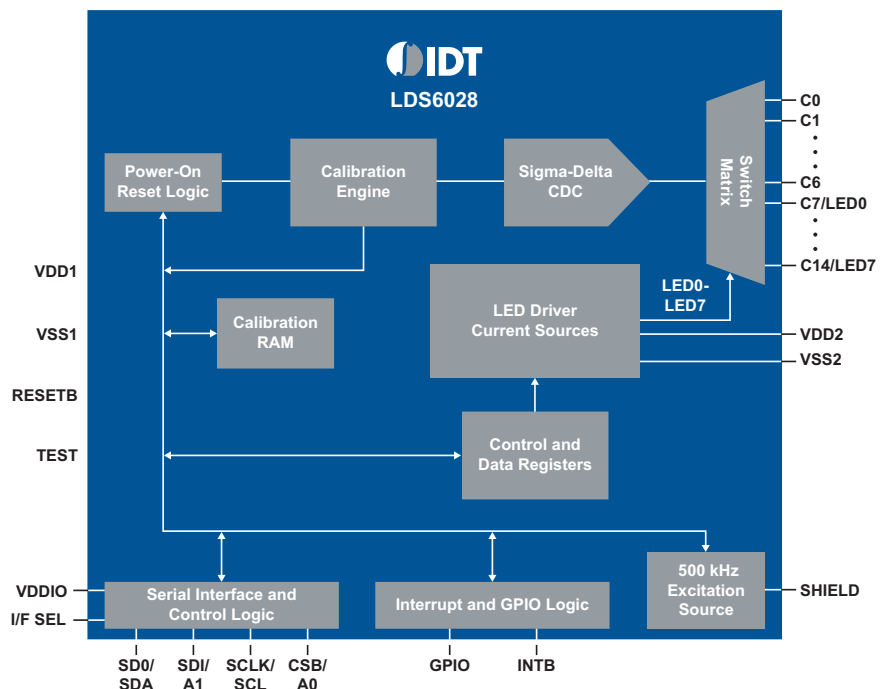 IDT
LDS6028
Power-On
Reset Logic
Calibration
Engine
Sigma-Delta
CDC
Switch
Matrix
C0
C1
C6
C7/LED0
C14/LED7
VDD1
VSS1
RESETB
TEST
Calibration
RAM
LED Driver
Current Sources
LED0-
LED7
VDD2
VSS2
Control and
Data Registers
VDDIO
I/F SEL
Serial Interface and
Control Logic
Interrupt and GPIO Logic
500 kHz
Excitation
Source
SHIELD
SD0/
SDA
SDI/
A1
SCLK/
SCL
CSB/
A0
GPIO
INTB